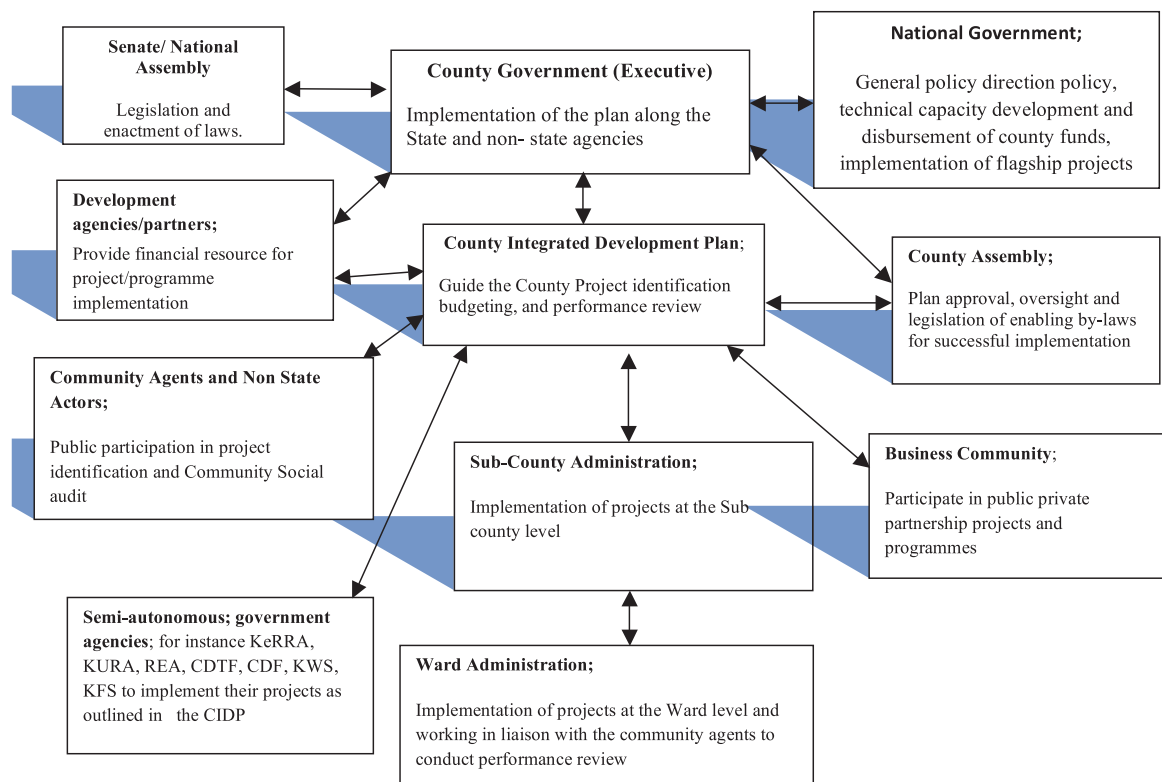 Senate/ National
Assembly
Legislation and
enactment of laws.
County Government (Executive)
Implementation of the plan along the
State and non- state agencies
National Government;
General policy direction policy,
technical capacity development and
disbursement of county funds,
implementation of flagship projects
Development
agencies/partners;
Provide financial resource for
project/programme
implementation
County Integrated Development Plan;
Guide the County Project identification
budgeting, and performance review
County Assembly;
Plan approval, oversight and
legislation of enabling by-laws
for successful implementation
Community Agents and Non State
Actors;
Public participation in project
identification and Community Social
audit
Sub-County Administration;
Implementation of projects at the Sub
county level
Business Community;
Participate in public private
partnership projects and
programmes
Semi-autonomous; government
agencies; for instance KeRRA,
KURA, REA, CDTF, CDF, KWS,
KFS to implement their projects as
outlined in the CIDP
Ward Administration;
Implementation of projects at the Ward level and
working in liaison with the community agents to
conduct performance review